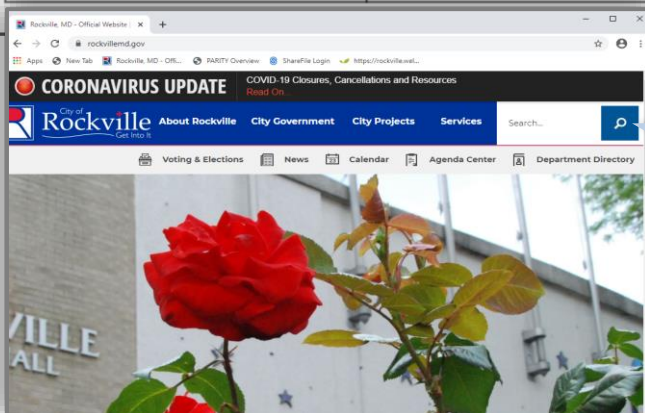 Rockville, MD - Official Website
rockvillemd.gov
Apps New Tab Rockville, MD - Offi... PARITY Overview ShareFile Login https://rockville.wal...
CORONAVIRUS UPDATE
COVID-19 Closures, Cancellations and Resources
Read On...
City of
Rockville
Get Into It
About Rockville City Government City Projects Services Search...
Voting & Elections News Calendar Agenda Center Department Directory
VILLE
ALL